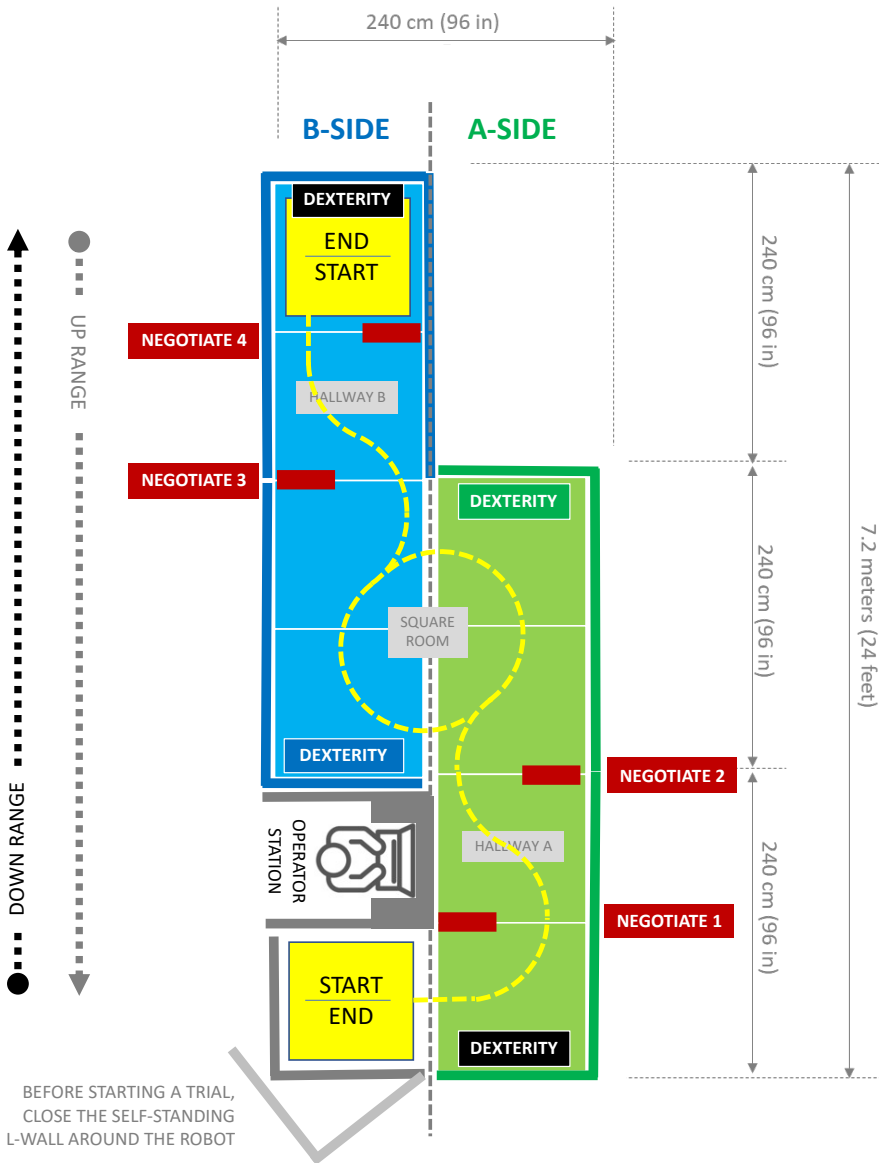 240 cm (96 in)
B-SIDE
A-SIDE
DEXTERITY
END
START
NEGOTIATE 4
UP RANGE
HALLWAY B
240 cm (96 in)
NEGOTIATE 3
DEXTERITY
7.2 meters (24 feet)
240 cm (96 in)
SQUARE
ROOM
DEXTERITY
NEGOTIATE 2
DOWN RANGE
OPERATOR
STATION
HALLWAY A
240 cm (96 in)
NEGOTIATE 1
START
END
DEXTERITY
BEFORE STARTING A TRIAL,
CLOSE THE SELF-STANDING
L-WALL AROUND THE ROBOT